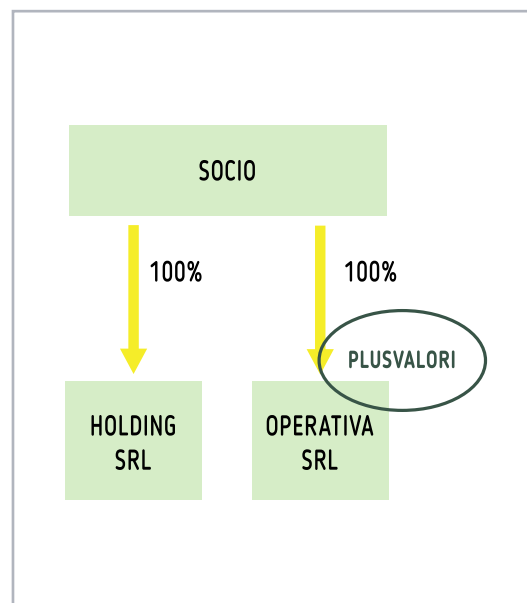 SOCIO
100%
100%
PLUSVALORI
HOLDING
SRL
OPERATIVA
SRL